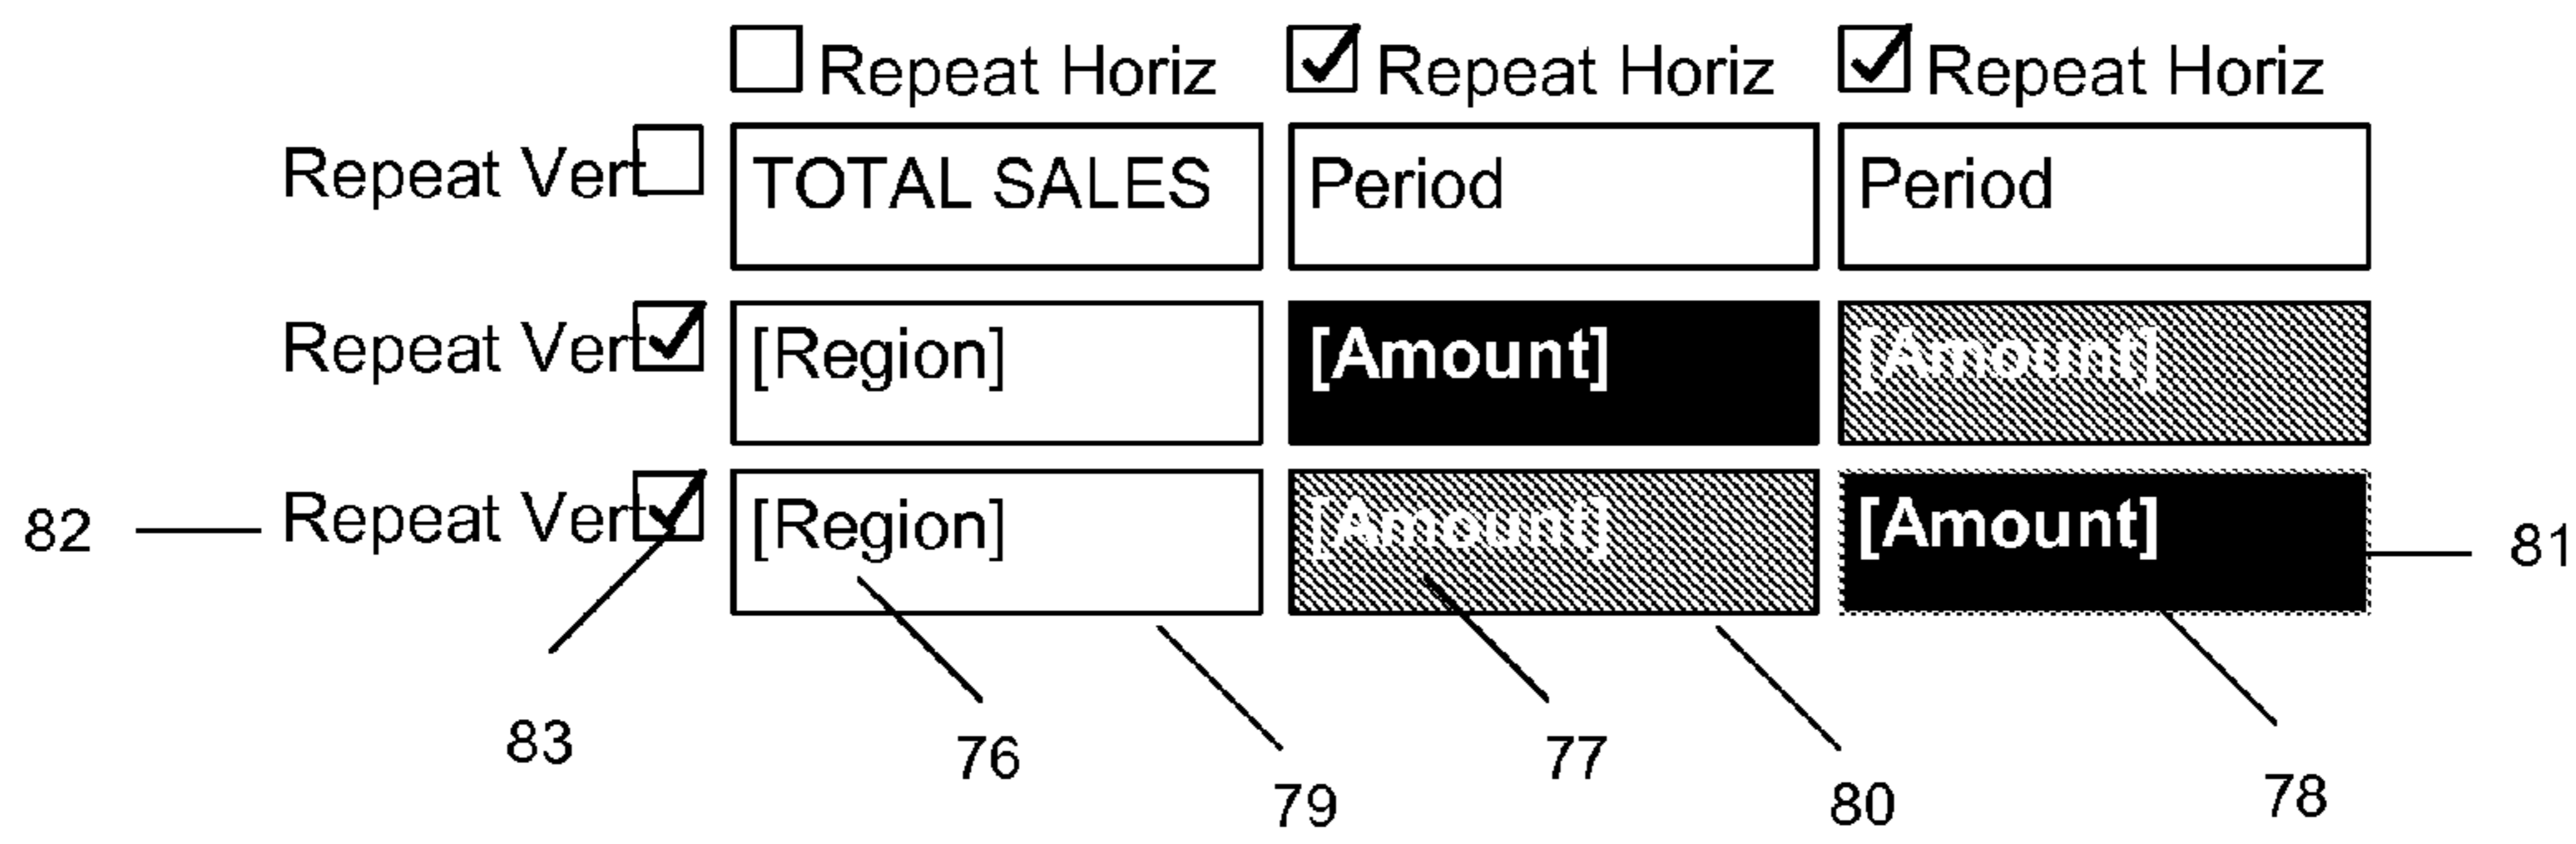 Repeat Horiz Repeat Horiz Repeat Horiz
Repeat Vert TOTAL SALES Period Period
Repeat Vert [Region] [Amount] [Amount]
82 Repeat Vert [Region] [Amount] [Amount] 81
83 76 79 77 80 78